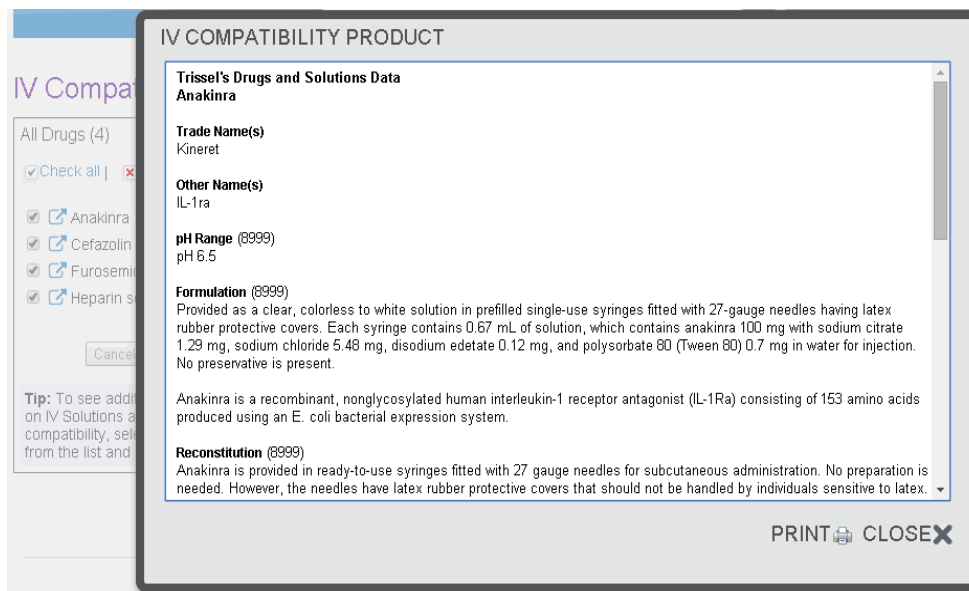 IV COMPATIBILITY PRODUCT
Trissel's Drugs and Solutions Data
Anakinra
Trade Name(s)
Kineret
Other Name(s)
IL-1ra
pH Range (8999)
pH 6.5
Formulation (8999)
Provided as a clear, colorless to white solution in prefilled single-use syringes fitted with 27-gauge needles having latex
rubber protective covers. Each syringe contains 0.67 mL of solution, which contains anakinra 100 mg with sodium citrate
1.29 mg, sodium chloride 5.48 mg, disodium edetate 0.12 mg, and polysorbate 80 (Tween 80) 0.7 mg in water for injection.
No preservative is present.
Anakinra is a recombinant, nonglycosylated human interleukin-1 receptor antagonist (IL-1Ra) consisting of 153 amino acids
produced using an E. coli bacterial expression system.
Reconstitution (8999)
Anakinra is provided in ready-to-use syringes fitted with 27 gauge needles for subcutaneous administration. No preparation is
needed. However, the needles have latex rubber protective covers that should not be handled by individuals sensitive to latex.
PRINT CLOSE
IV Compa
All Drugs (4)
Check all |
Anakinra
Cefazolin
Furosemi
Heparin s
Cancel
Tip: To see addi
on IV Solutions a
compatibility, sele
from the list and